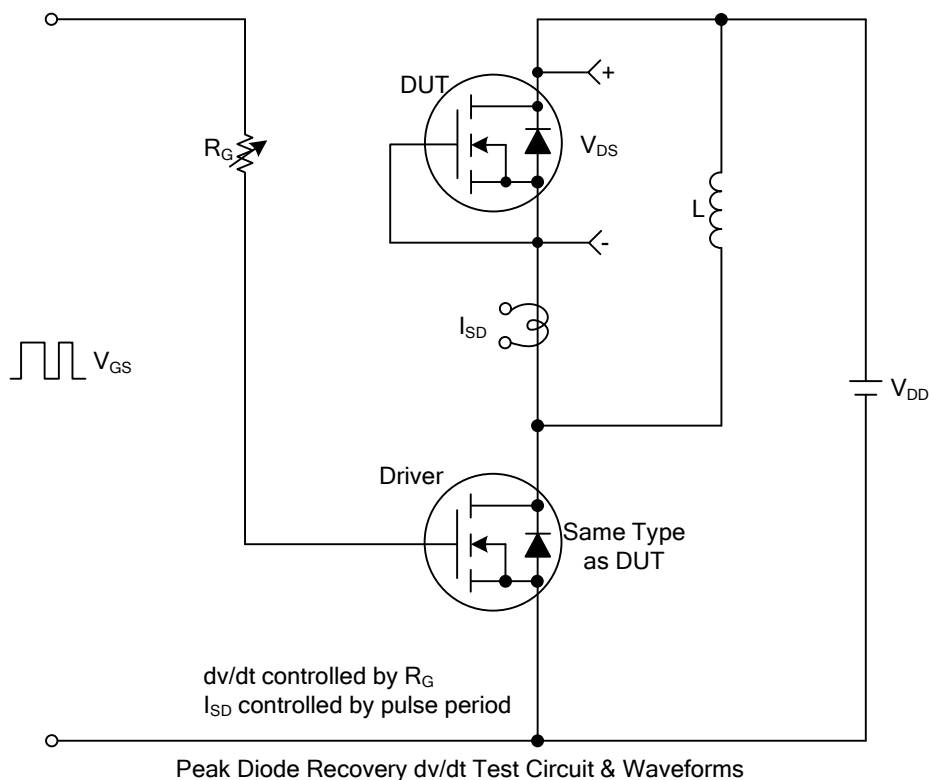 DUT
+
R_G
V_DS
L
-
I_SD
V_GS
V_DD
Driver
Same Type
as DUT
dv/dt controlled by R_G
I_SD controlled by pulse period
Peak Diode Recovery dv/dt Test Circuit & Waveforms